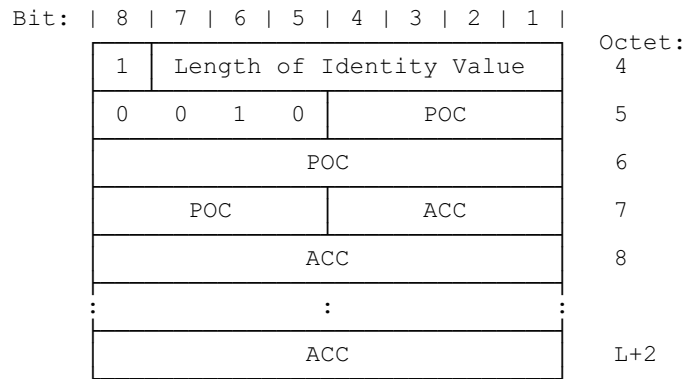 Bit: | 8 | 7 | 6 | 5 | 4 | 3 | 2 | 1 |
Octet:
1 Length of Identity Value 4
0 0 1 0 POC 5
POC 6
POC ACC 7
ACC 8
: : :
ACC L+2